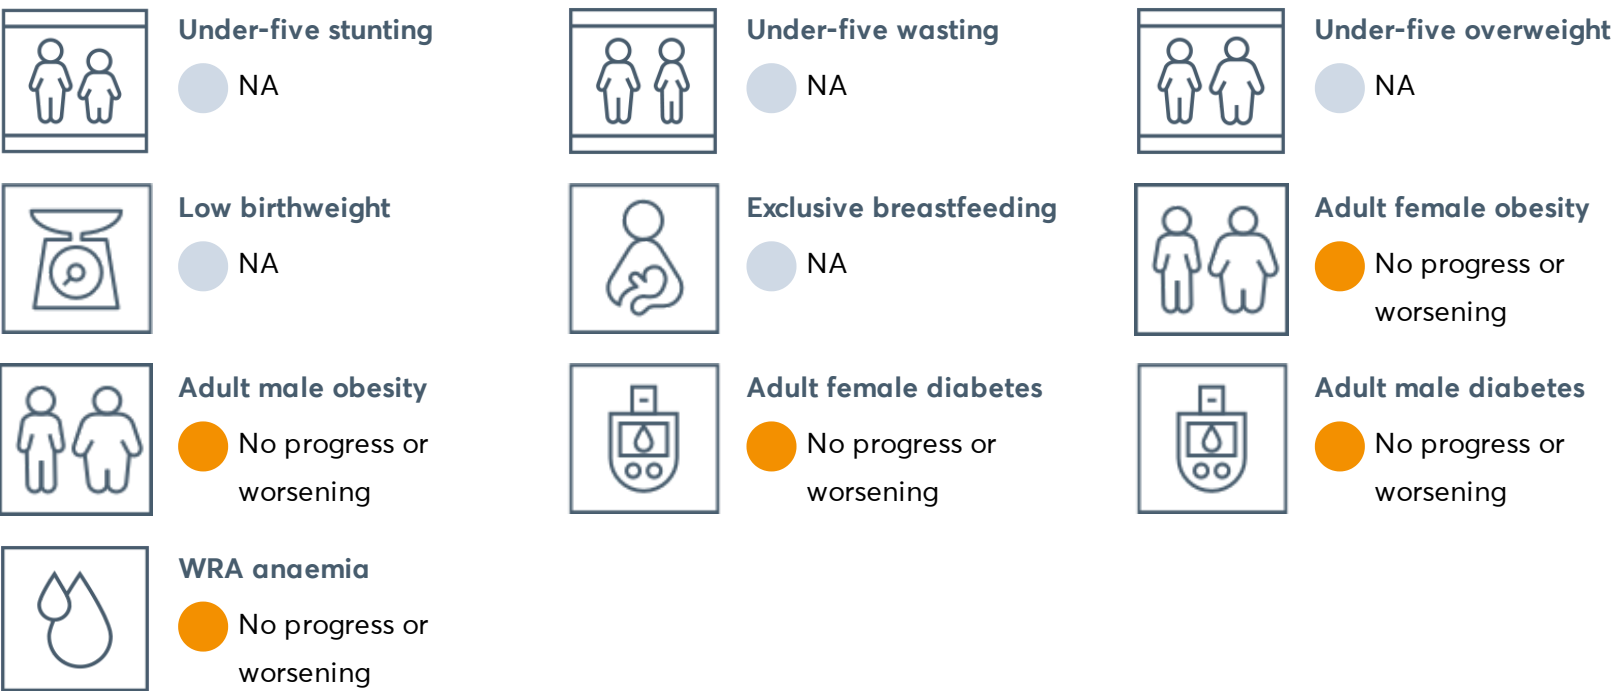 Under-five stunting
NA
Under-five wasting
NA
Under-five overweight
NA
Low birthweight
NA
Exclusive breastfeeding
NA
Adult female obesity
No progress or
worsening
Adult male obesity
No progress or
worsening
Adult female diabetes
No progress or
worsening
Adult male diabetes
No progress or
worsening
WRA anaemia
No progress or
worsening